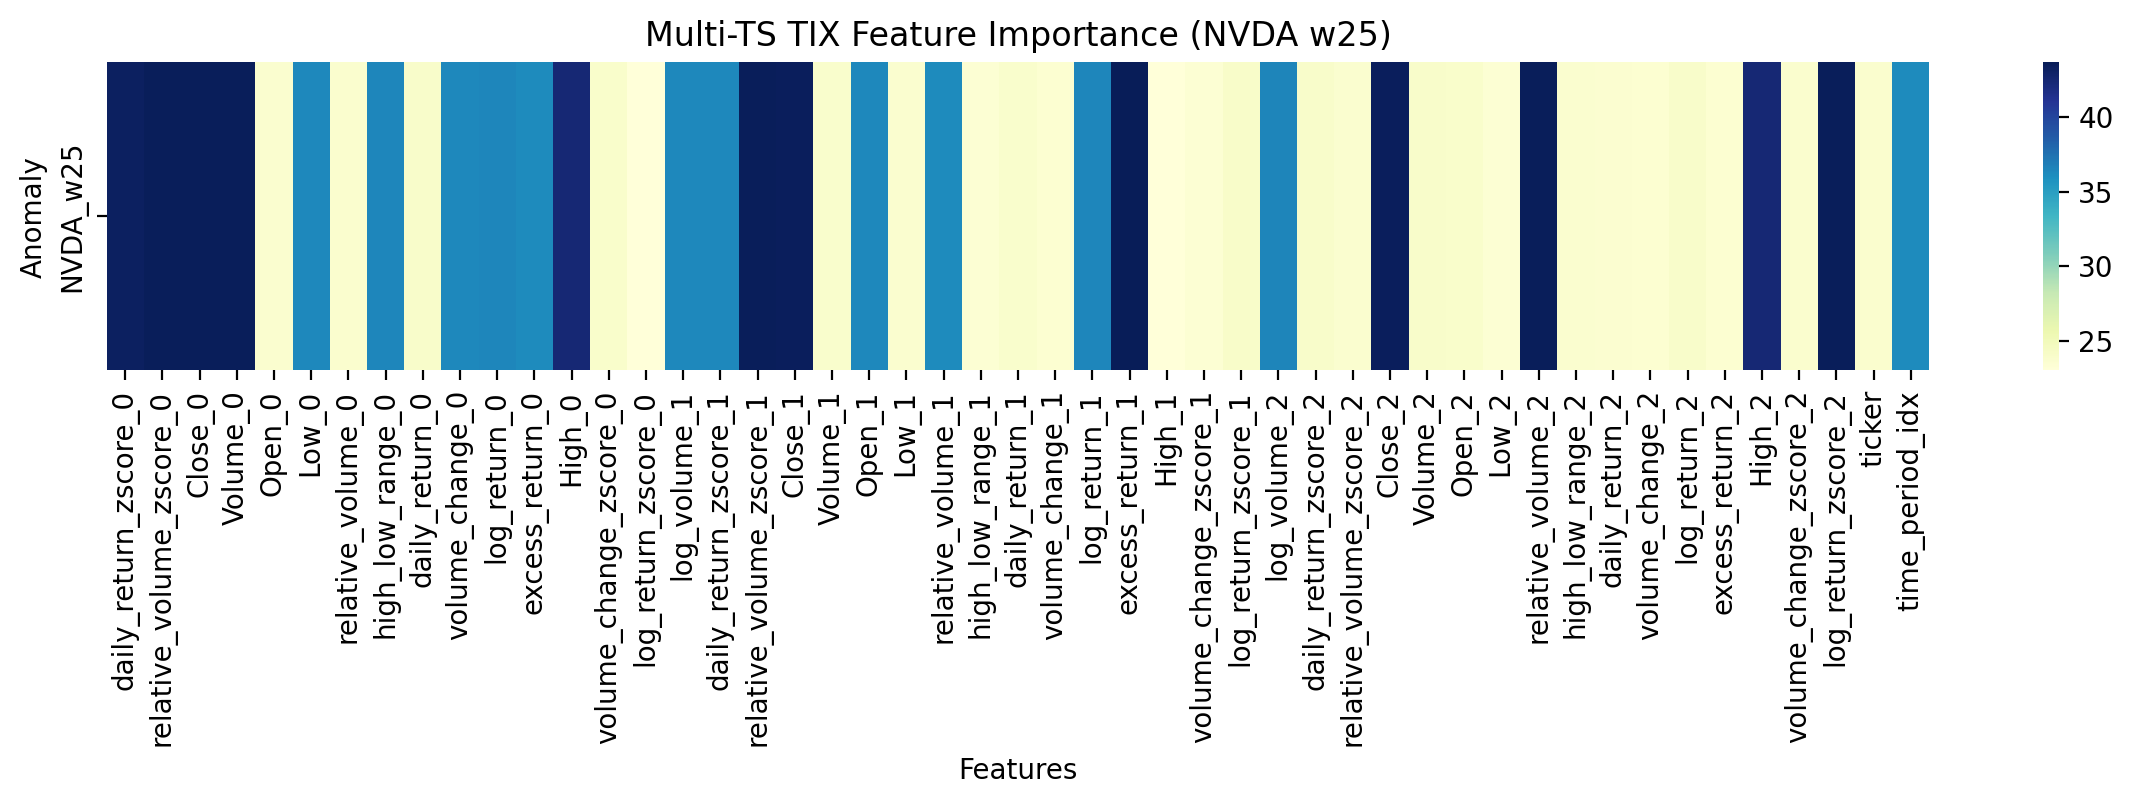 Multi-TS TIX Feature Importance (NVDA w25)
Anomaly
NVDA_w25
40
35
30
25
daily_return_zscore_0
relative_volume_zscore_0
Close_0
Volume_0
Open_0
Low_0
relative_volume_0
high_low_range_0
daily_return_0
volume_change_0
log_return_0
excess_return_0
High_0
volume_change_zscore_0
log_return_zscore_0
log_volume_1
daily_return_zscore_1
relative_volume_zscore_1
Close_1
Volume_1
Open_1
Low_1
relative_volume_1
high_low_range_1
daily_return_1
volume_change_1
log_return_1
excess_return_1
High_1
volume_change_zscore_1
log_return_zscore_1
log_volume_2
daily_return_zscore_2
relative_volume_zscore_2
Close_2
Volume_2
Open_2
Low_2
relative_volume_2
high_low_range_2
daily_return_2
volume_change_2
log_return_2
excess_return_2
High_2
volume_change_zscore_2
log_return_zscore_2
ticker
time_period_idx
Features